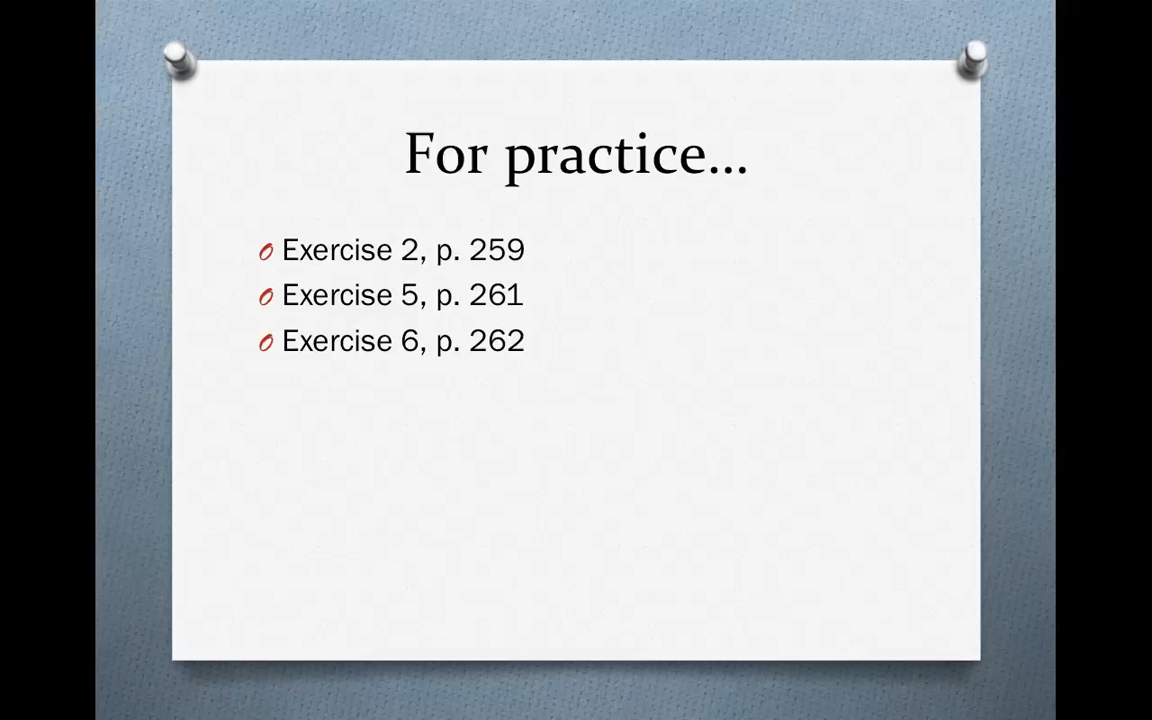 For practice...
Exercise 2, p. 259
Exercise 5, p. 261
Exercise 6, p. 262